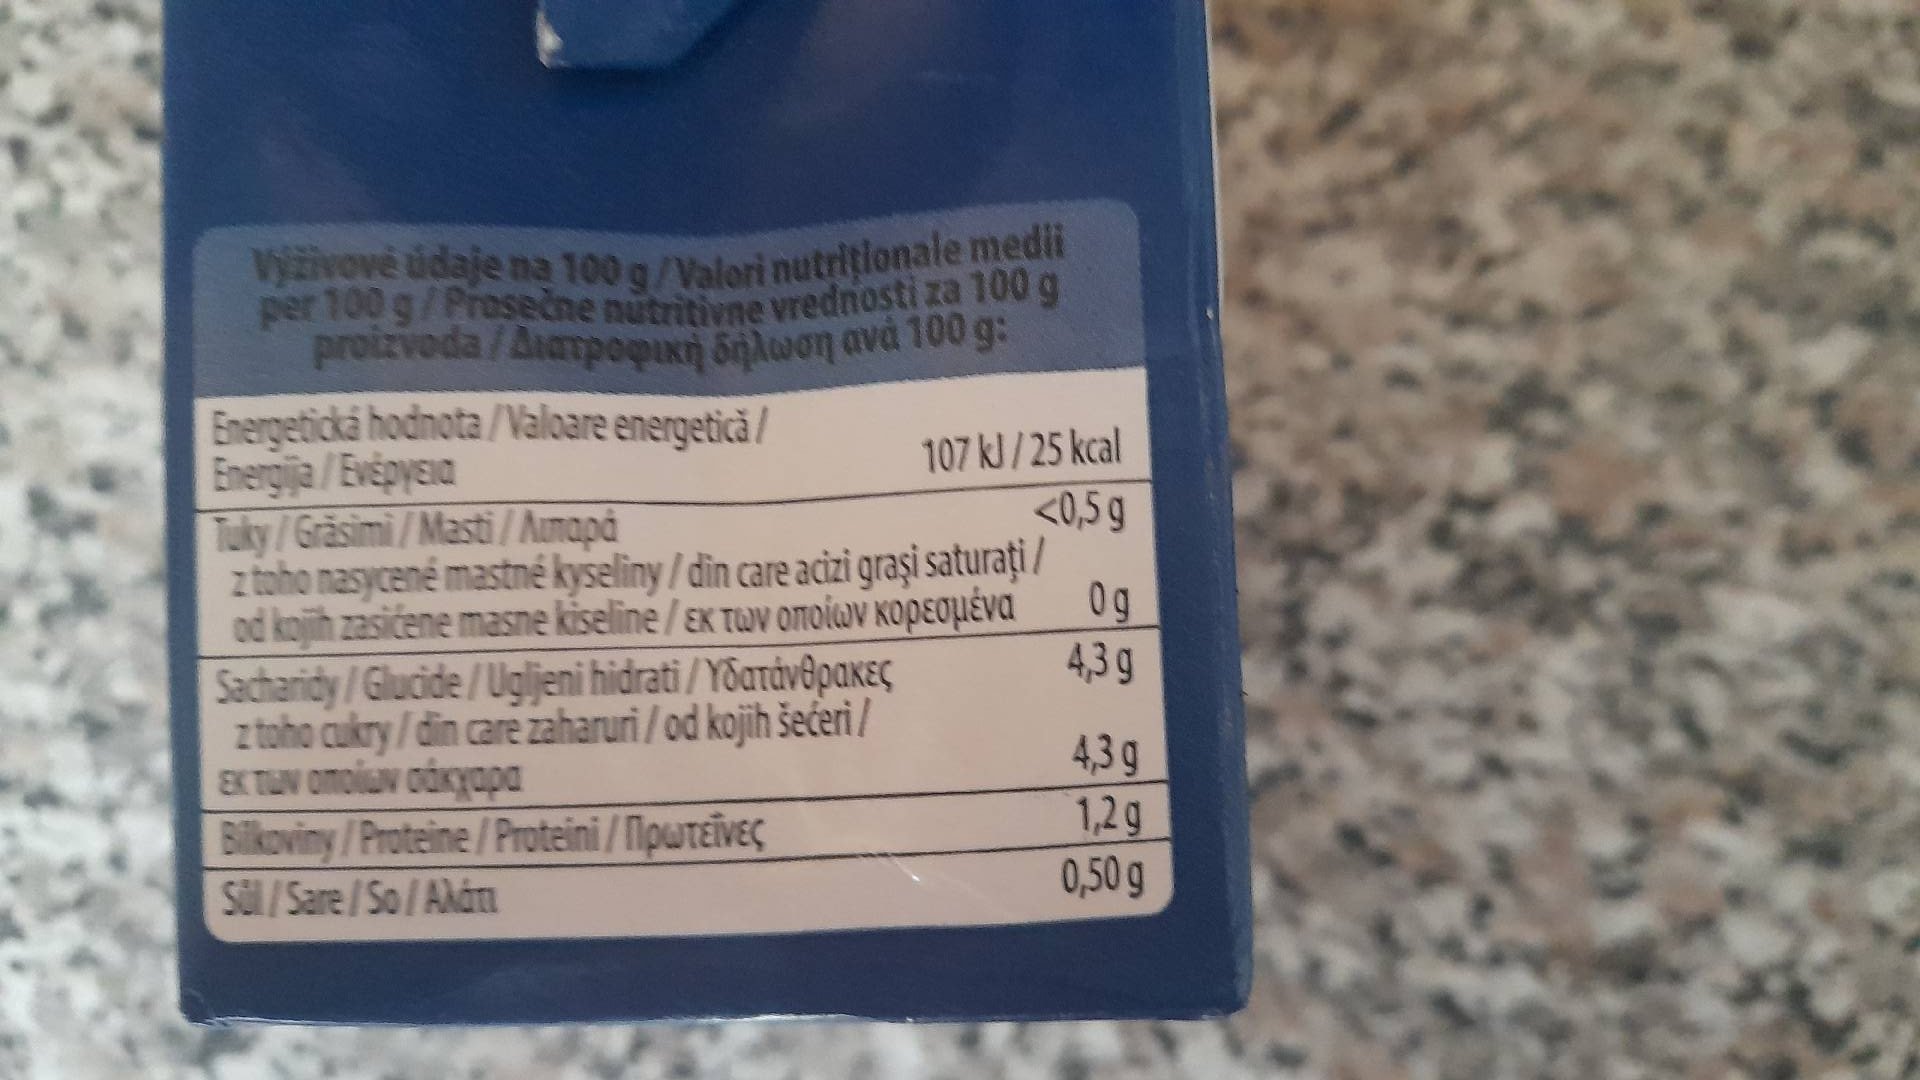 Výživové údaje na 100 g / Valori nutriționale medii
per 100 g / Prosečne nutritivne vrednosti za 100 g
proizvoda / Διατροφική δήλωση ανά 100 g:
Energetická hodnota / Valoare energetică /
Energija / Ενέργεια 107 kJ / 25 kcal
Tuky / Grăsimi / Masti / Λιπαρά <0,5 g
z toho nasycené mastné kyseliny / din care acizi grași saturați /
od kojih zasićene masne kiseline / εκ των οποίων κορεσμένα 0 g
Sacharidy / Glucide / Ugljeni hidrati / Υδατάνθρακες 4,3 g
z toho cukry / din care zaharuri / od kojih šećeri /
εκ των οποίων σάκχαρα 4,3 g
Bílkoviny / Proteine / Proteini / Πρωτεΐνες 1,2 g
Sůl / Sare / So / Αλάτι 0,50 g